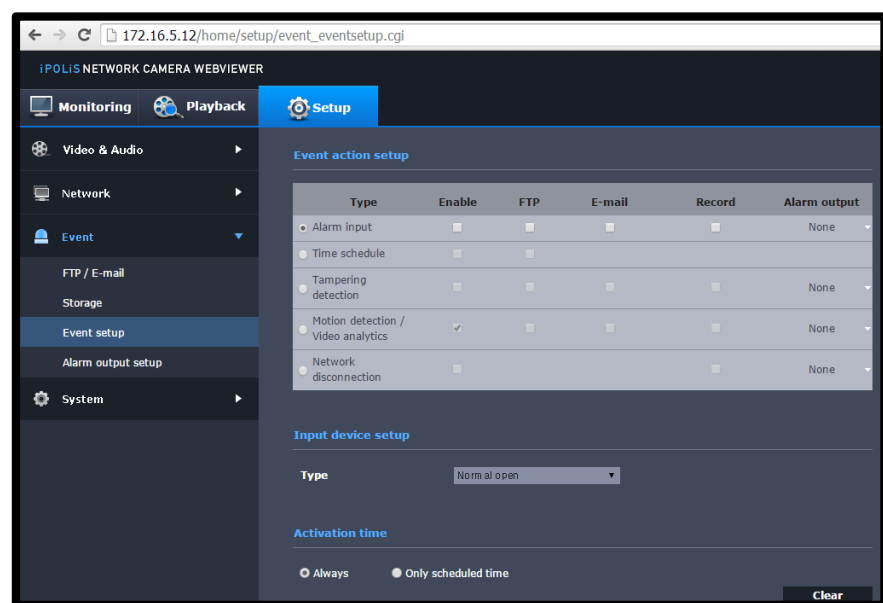 172.16.5.12/home/setup/event_eventsetup.cgi
iPOLiS NETWORK CAMERA WEBVIEWER
Monitoring Playback Setup
Video & Audio
Network
Event
FTP / E-mail
Storage
Event setup
Alarm output setup
System
Event action setup
Type Enable FTP E-mail Record Alarm output
Alarm input None
Time schedule
Tampering
detection None
Motion detection /
Video analytics None
Network
disconnection None
Input device setup
Type Normal open
Activation time
Always Only scheduled time
Clear